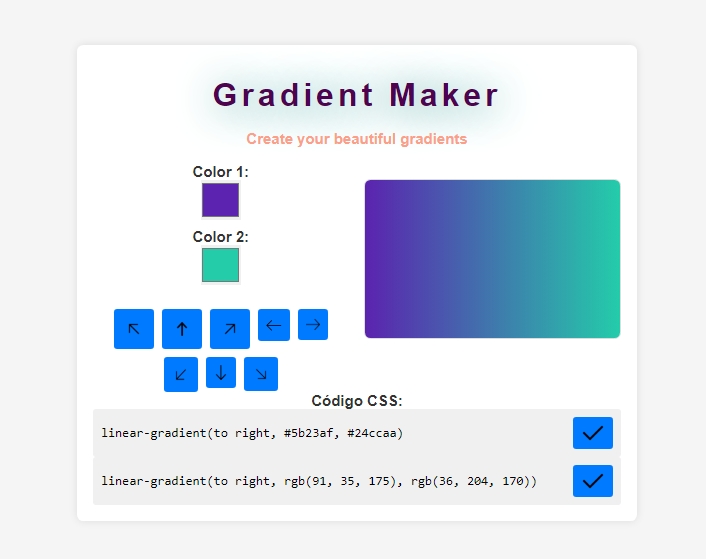 Gradient Maker
Create your beautiful gradients
Color 1:
Color 2:
Código CSS:
linear-gradient(to right, #5b23af, #24ccaa)
linear-gradient(to right, rgb(91, 35, 175), rgb(36, 204, 170))